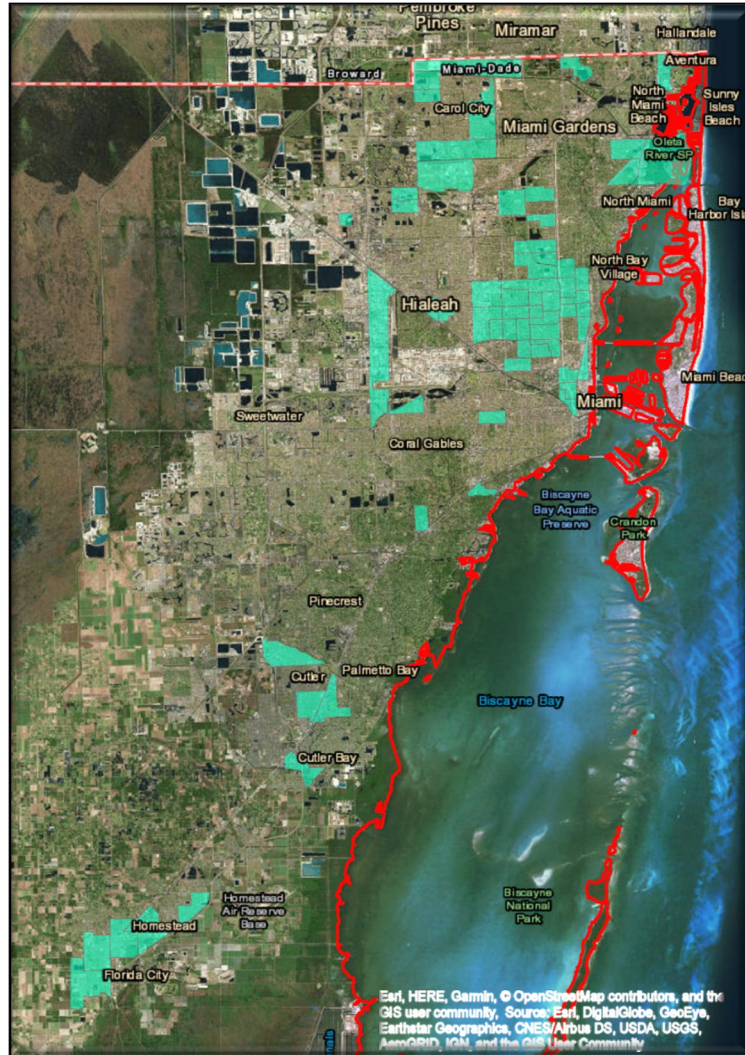 Pembroke
Pines
Miramar
Hallandale
Broward
Miami-Dade
Aventura
Carol City
North
Miami
Beach
Sunny
Isles
Beach
Miami Gardens
Oleta
River SP
North Miami
Bay
Harbor Isl
North Bay
Village
Hialeah
Miami Beac
Miami
Sweetwater
Coral Gables
Biscayne
Bay Aquatic
Preserve
Crandon
Park
Pinecrest
Palmetto Bay
Cutler
Biscayne Bay
Cutler Bay
Homestead
Air Reserve
Base
Biscayne
National
Park
Homestead
Florida City
Esri, HERE, Garmin, © OpenStreetMap contributors, and the
GIS user community, Source: Esri, DigitalGlobe, GeoEye,
Earthstar Geographics, CNES/Airbus DS, USDA, USGS,
AeroGRID, IGN, and the GIS User Community